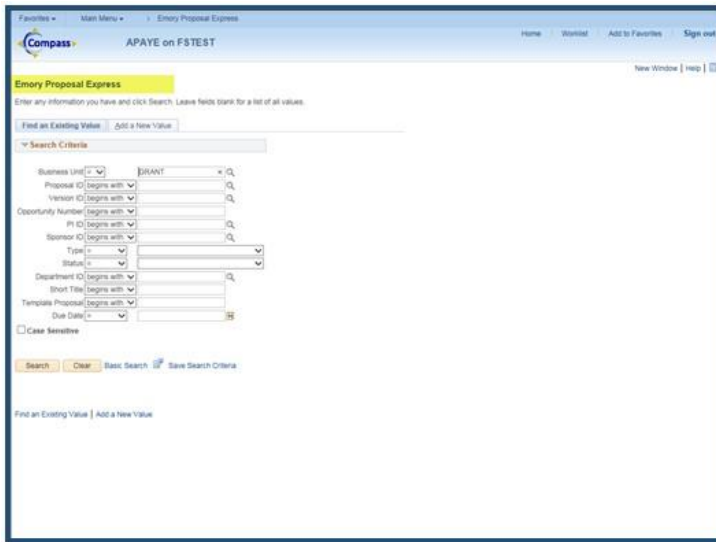 Favorites Main Menu > Emory Proposal Express
Compass APAYE on FSTEST Home Worklist Add to Favorites Sign out
New Window | Help |
Emory Proposal Express
Enter any information you have and click Search. Leave fields blank for a list of all values.
Find an Existing Value Add a New Value
Search Criteria
Business Unit = GRANT
Proposal ID begins with
Version ID begins with
Opportunity Number begins with
PI ID begins with
Sponsor ID begins with
Type =
Status =
Department ID begins with
Short Title begins with
Template Proposal begins with
Due Date =
Case Sensitive
Search Clear Basic Search Save Search Criteria
Find an Existing Value | Add a New Value